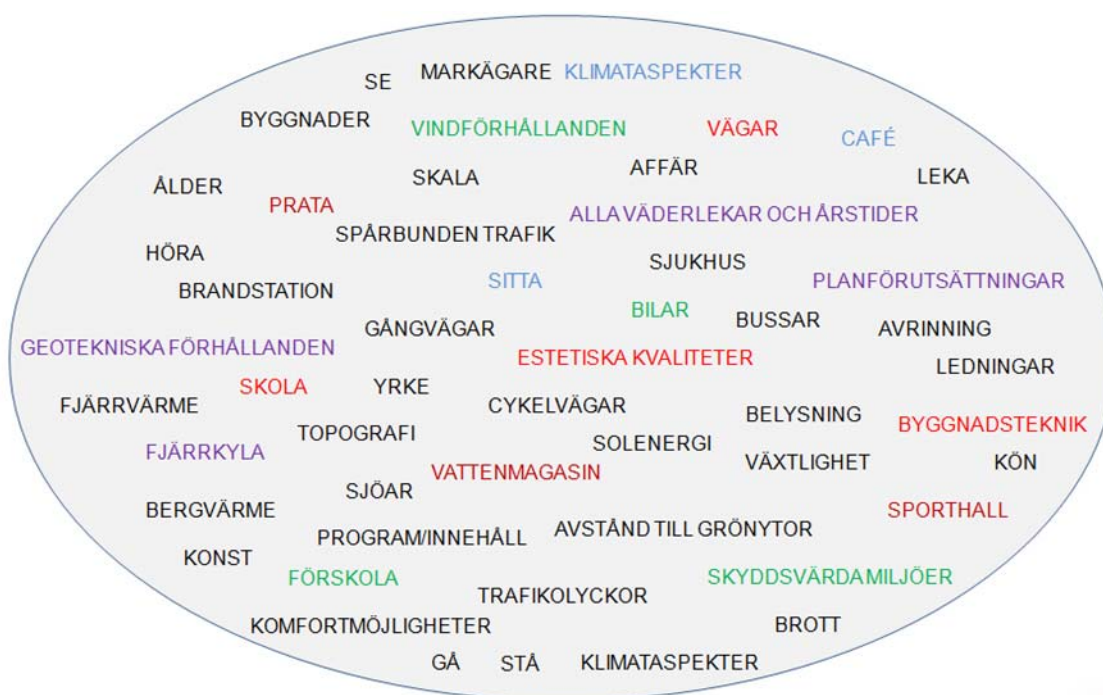 SE
MARKÄGARE
KLIMATASPEKTER
BYGGNADER
VINDFÖRHÅLLANDEN
VÄGAR
CAFÉ
SKALA
AFFÄR
LEKA
ÅLDER
PRATA
ALLA VÄDERLEKAR OCH ÅRSTIDER
SPÅRBUNDEN TRAFIK
HÖRA
SJUKHUS
BRANDSTATION
SITTA
PLANFÖRUTSÄTTNINGAR
BILAR
BUSSAR
GÅNGVÄGAR
AVRINNING
GEOTEKNISKA FÖRHÅLLANDEN
ESTETISKA KVALITETER
LEDNINGAR
SKOLA
YRKE
FJÄRRVÄRME
CYKELVÄGAR
BELYSNING
BYGGNADSTEKNIK
TOPOGRAFI
SOLENERGI
FJÄRRKYLA
VATTENMAGASIN
VÄXTLIGHET
KÖN
SJÖAR
BERGVÄRME
SPORTHALL
PROGRAM/INNEHÅLL
AVSTÅND TILL GRÖNYTOR
KONST
FÖRSKOLA
SKYDDSVÄRDA MILJÖER
TRAFIKOLYCKOR
KOMFORTMÖJLIGHETER
BROTT
GÅ
STÅ
KLIMATASPEKTER